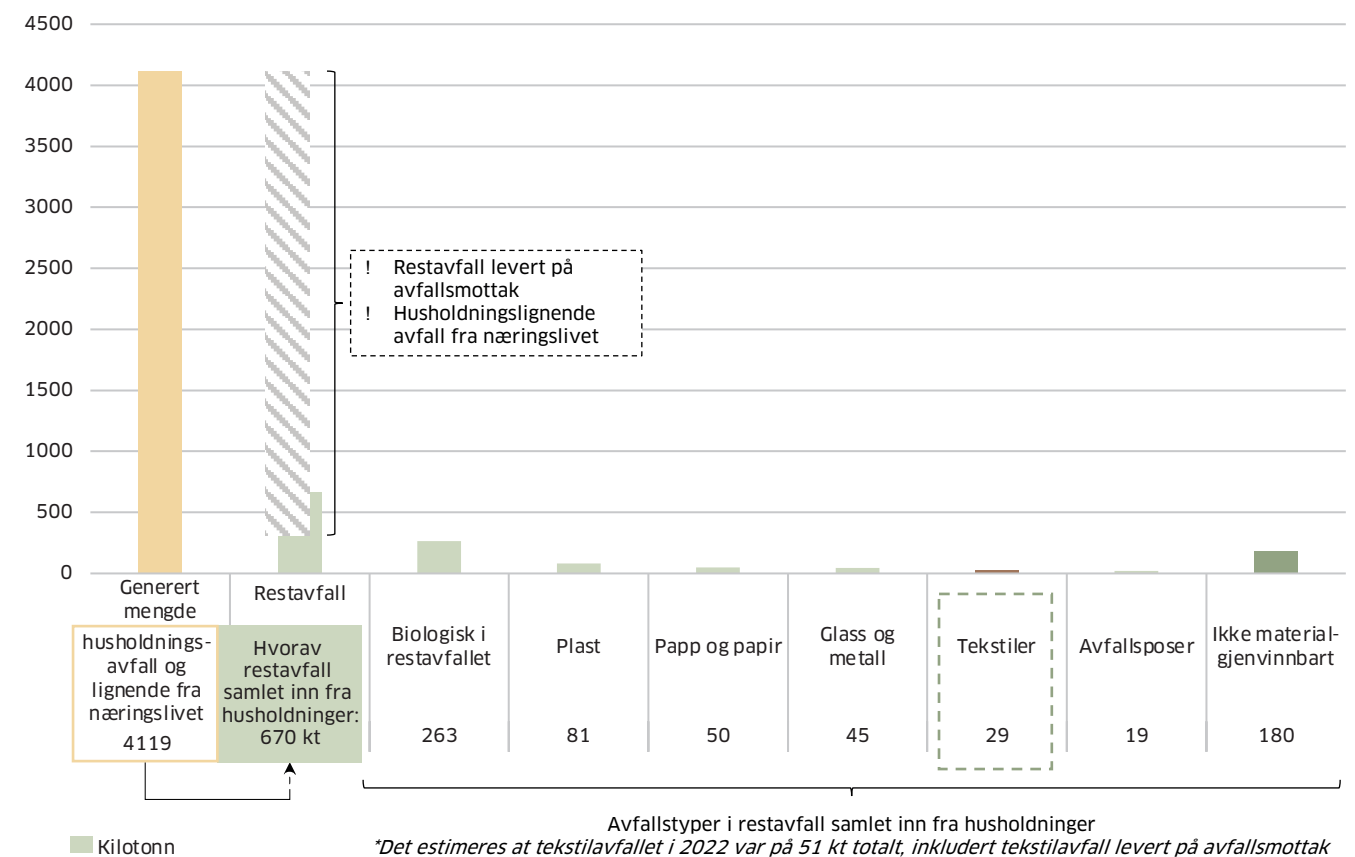 4500
4000
3500
3000
2500
2000
1500
1000
500
0
! Restavfall levert på
avfallsmottak
! Husholdningslignende
avfall fra næringslivet
Generert
mengde
husholdnings-
avfall og
lignende fra
næringslivet
4119
Restavfall
Hvorav
restavfall
samlet inn fra
husholdninger:
670 kt
Biologisk i
restavfallet
263
Plast
81
Papp og papir
50
Glass og
metall
45
Tekstiler
29
Avfallsposer
19
Ikke material-
gjenvinnbart
180
Avfallstyper i restavfall samlet inn fra husholdninger
Kilotonn
*Det estimeres at tekstilavfallet i 2022 var på 51 kt totalt, inkludert tekstilavfall levert på avfallsmottak